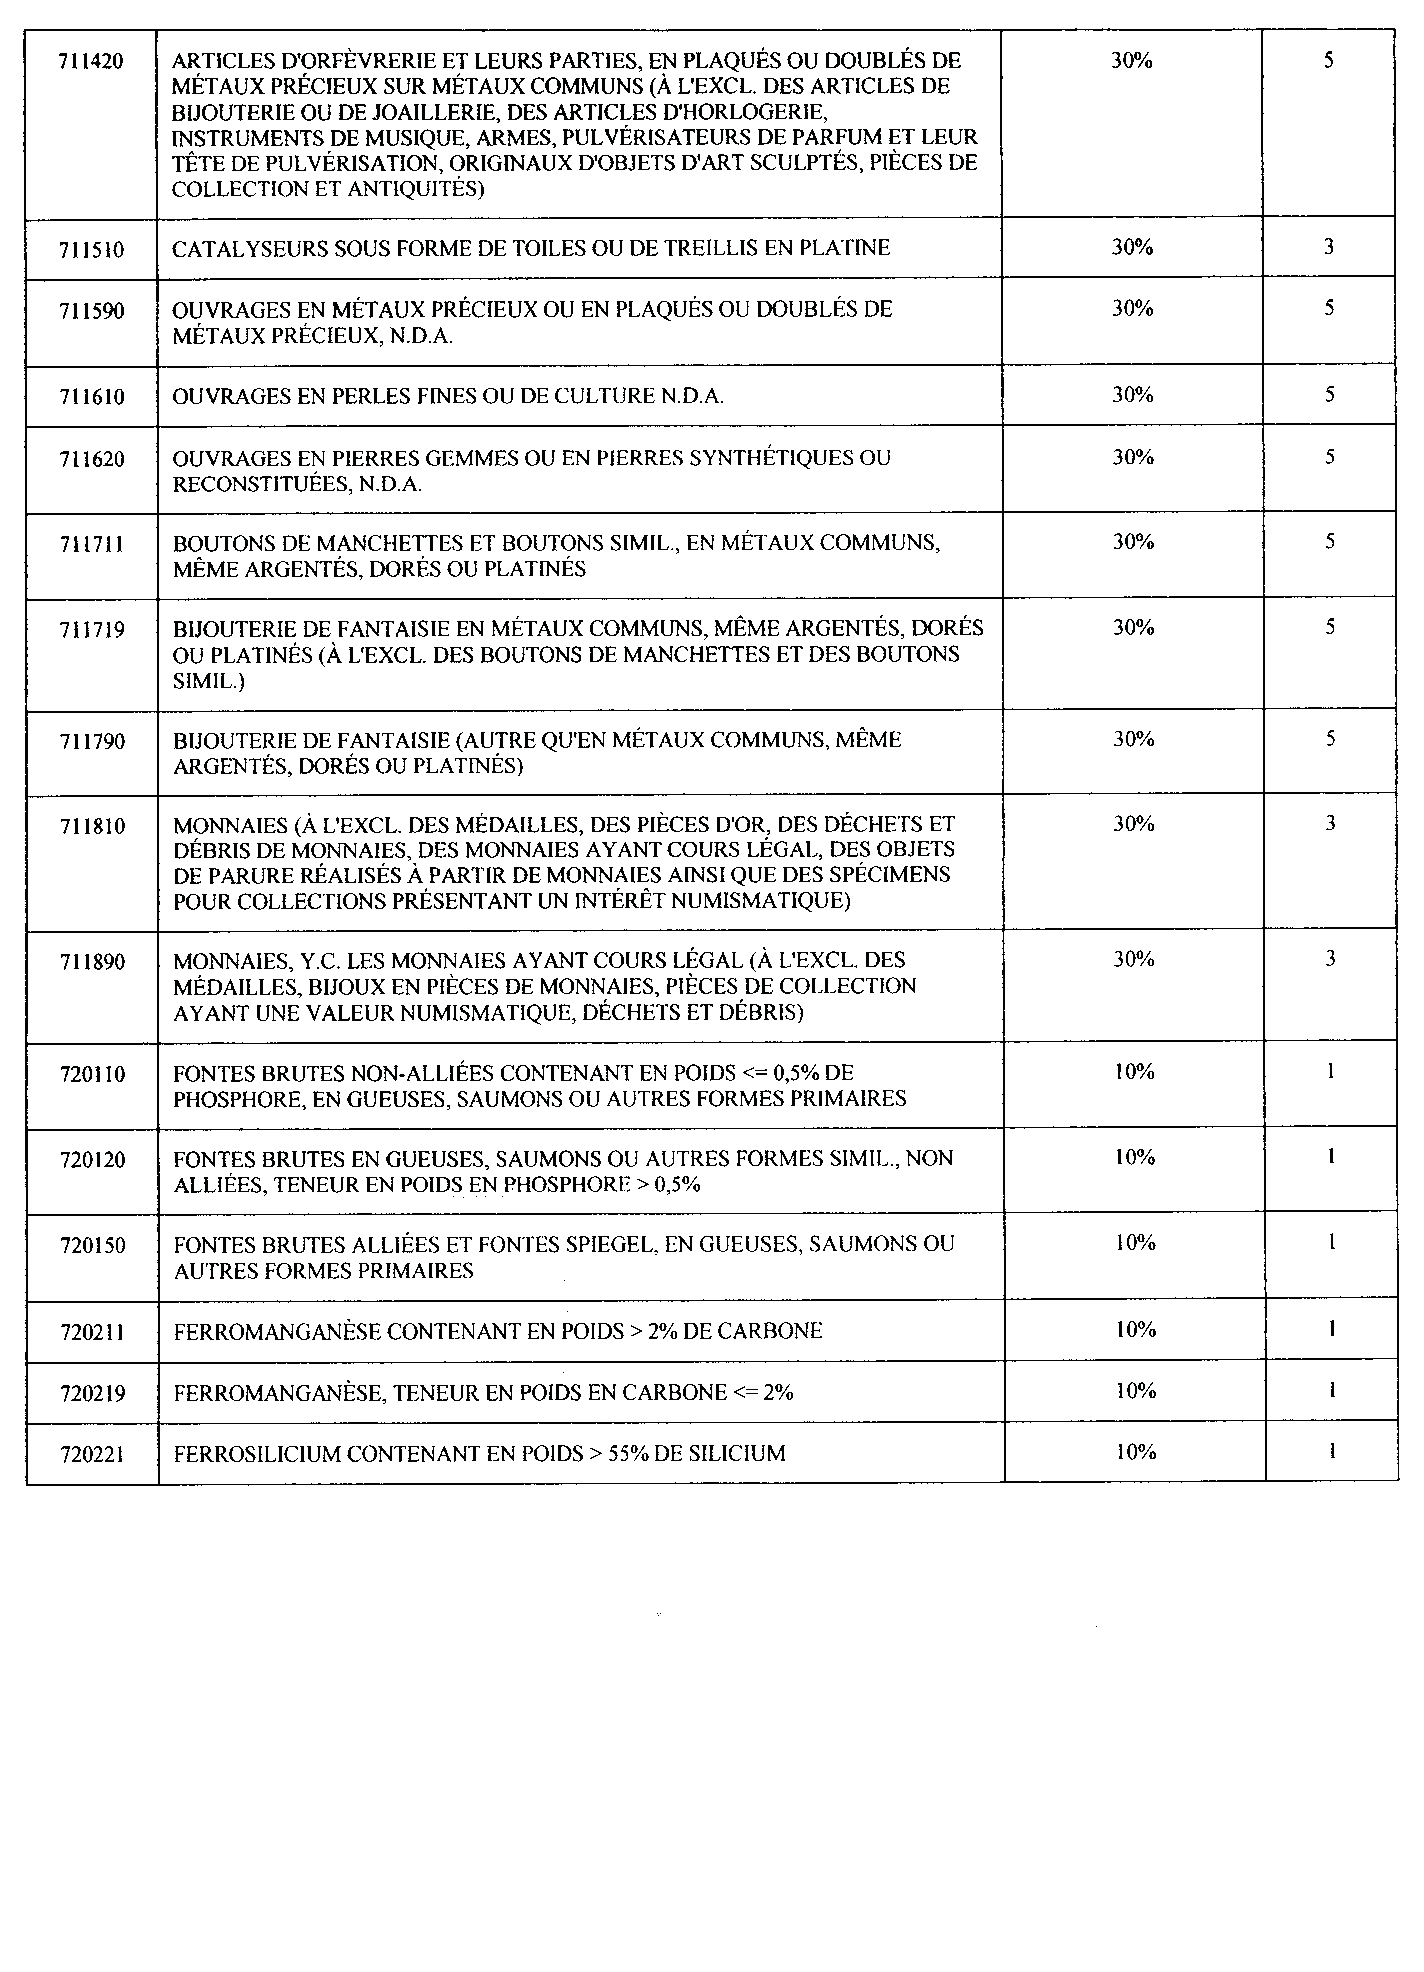 711420 ARTICLES D'ORFÈVRERIE ET LEURS PARTIES, EN PLAQUÉS OU DOUBLÉS DE 30% 5
MÉTAUX PRÉCIEUX SUR MÉTAUX COMMUNS (À L'EXCL. DES ARTICLES DE
BIJOUTERIE OU DE JOAILLERIE, DES ARTICLES D'HORLOGERIE,
INSTRUMENTS DE MUSIQUE, ARMES, PULVÉRISATEURS DE PARFUM ET LEUR
TÊTE DE PULVÉRISATION, ORIGINAUX D'OBJETS D'ART SCULPTÉS, PIÈCES DE
COLLECTION ET ANTIQUITÉS)
711510 CATALYSEURS SOUS FORME DE TOILES OU DE TREILLIS EN PLATINE 30% 3
711590 OUVRAGES EN MÉTAUX PRÉCIEUX OU EN PLAQUÉS OU DOUBLÉS DE 30% 5
MÉTAUX PRÉCIEUX, N.D.A.
711610 OUVRAGES EN PERLES FINES OU DE CULTURE N.D.A. 30% 5
711620 OUVRAGES EN PIERRES GEMMES OU EN PIERRES SYNTHÉTIQUES OU 30% 5
RECONSTITUÉES, N.D.A.
711711 BOUTONS DE MANCHETTES ET BOUTONS SIMIL., EN MÉTAUX COMMUNS, 30% 5
MÊME ARGENTÉS, DORÉS OU PLATINÉS
711719 BIJOUTERIE DE FANTAISIE EN MÉTAUX COMMUNS, MÊME ARGENTÉS, DORÉS 30% 5
OU PLATINÉS (À L'EXCL. DES BOUTONS DE MANCHETTES ET DES BOUTONS
SIMIL.)
711790 BIJOUTERIE DE FANTAISIE (AUTRE QU'EN MÉTAUX COMMUNS, MÊME 30% 5
ARGENTÉS, DORÉS OU PLATINÉS)
711810 MONNAIES (À L'EXCL. DES MÉDAILLES, DES PIÈCES D'OR, DES DÉCHETS ET 30% 3
DÉBRIS DE MONNAIES, DES MONNAIES AYANT COURS LÉGAL, DES OBJETS
DE PARURE RÉALISÉS À PARTIR DE MONNAIES AINSI QUE DES SPÉCIMENS
POUR COLLECTIONS PRÉSENTANT UN INTÉRÊT NUMISMATIQUE)
711890 MONNAIES, Y.C. LES MONNAIES AYANT COURS LÉGAL (À L'EXCL. DES 30% 3
MÉDAILLES, BIJOUX EN PIÈCES DE MONNAIES, PIÈCES DE COLLECTION
AYANT UNE VALEUR NUMISMATIQUE, DÉCHETS ET DÉBRIS)
720110 FONTES BRUTES NON-ALLIÉES CONTENANT EN POIDS <= 0,5% DE 10% 1
PHOSPHORE, EN GUEUSES, SAUMONS OU AUTRES FORMES PRIMAIRES
720120 FONTES BRUTES EN GUEUSES, SAUMONS OU AUTRES FORMES SIMIL., NON 10% 1
ALLIÉES, TENEUR EN POIDS EN PHOSPHORE > 0,5%
720150 FONTES BRUTES ALLIÉES ET FONTES SPIEGEL, EN GUEUSES, SAUMONS OU 10% 1
AUTRES FORMES PRIMAIRES
720211 FERROMANGANÈSE CONTENANT EN POIDS > 2% DE CARBONE 10% 1
720219 FERROMANGANÈSE, TENEUR EN POIDS EN CARBONE <= 2% 10% 1
720221 FERROSILICIUM CONTENANT EN POIDS > 55% DE SILICIUM 10% 1